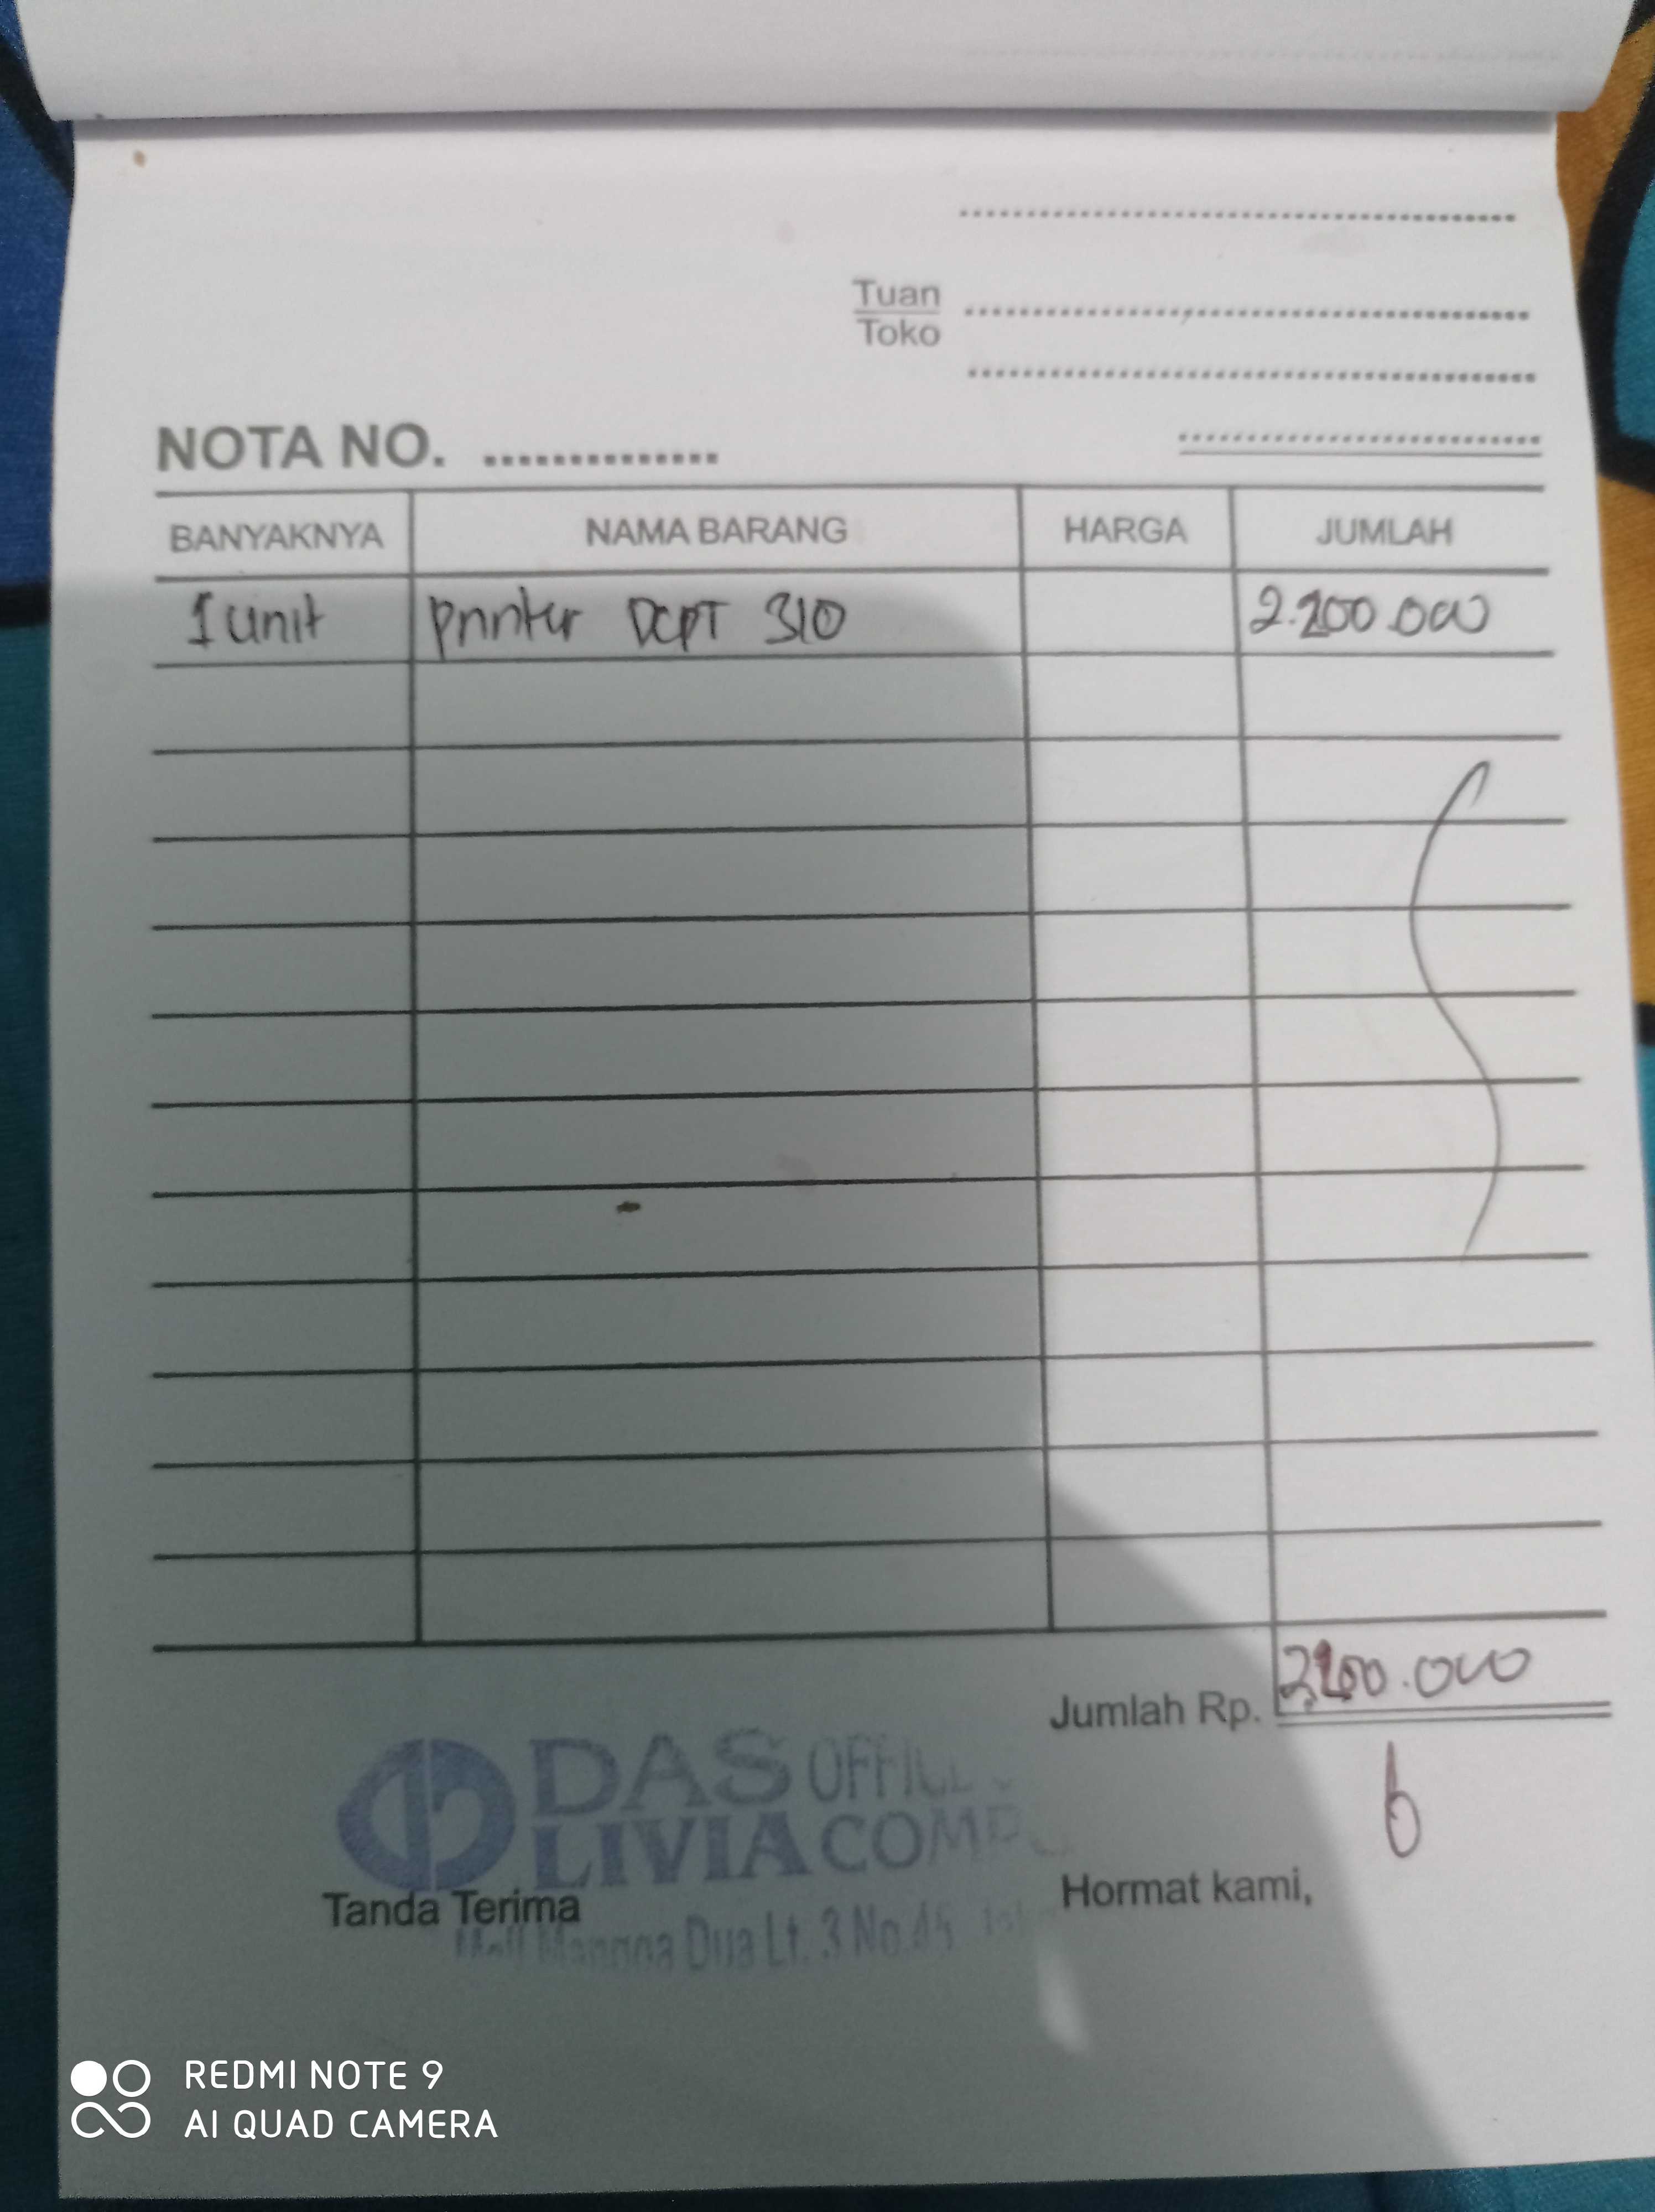 Tuan
Toko
NOTA NO.
BANYAKNYA NAMA BARANG HARGA JUMLAH
1 unit Printer DCPT 310 2.200.000
Jumlah Rp. 2.200.000
DAS OFFICE
LIVIA COMP
Tanda Terima Hormat kami,
Mall Mangga Dua Lt. 3 No.
REDMI NOTE 9
AI QUAD CAMERA